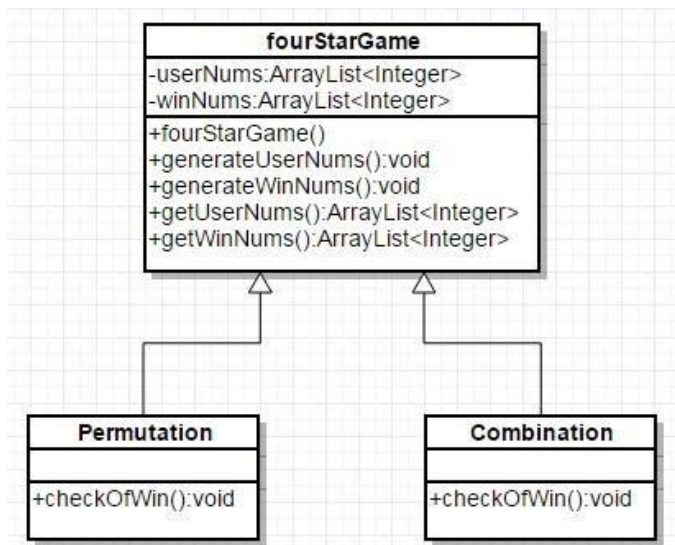 fourStarGame
-userNums:ArrayList<Integer>
-winNums:ArrayList<Integer>
+fourStarGame()
+generateUserNums():void
+generateWinNums():void
+getUserNums():ArrayList<Integer>
+getWinNums():ArrayList<Integer>
Permutation
+checkOfWin():void
Combination
+checkOfWin():void